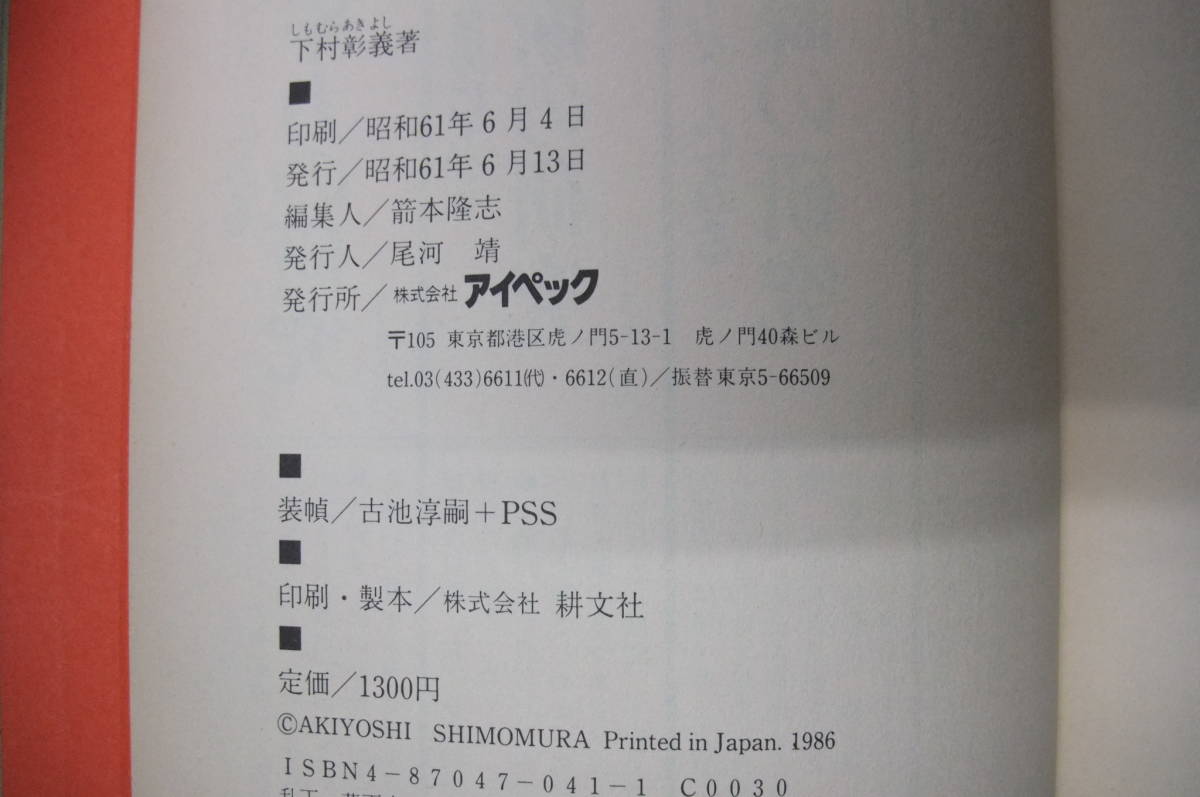 しもむらあきよし
下村彰義著
■
印刷／昭和61年6月4日
発行／昭和61年6月13日
編集人／箭本隆志
発行人／尾河 靖
発行所／株式会社 アイペック
〒105 東京都港区虎ノ門5-13-1 虎ノ門40森ビル
tel.03(433)6611㈹・6612(直)／振替東京5-66509
■
装幀／古池淳嗣＋PSS
■
印刷・製本／株式会社 耕文社
■
定価／1300円
©AKIYOSHI SHIMOMURA Printed in Japan. 1986
ISBN4-87047-041-1 C0030